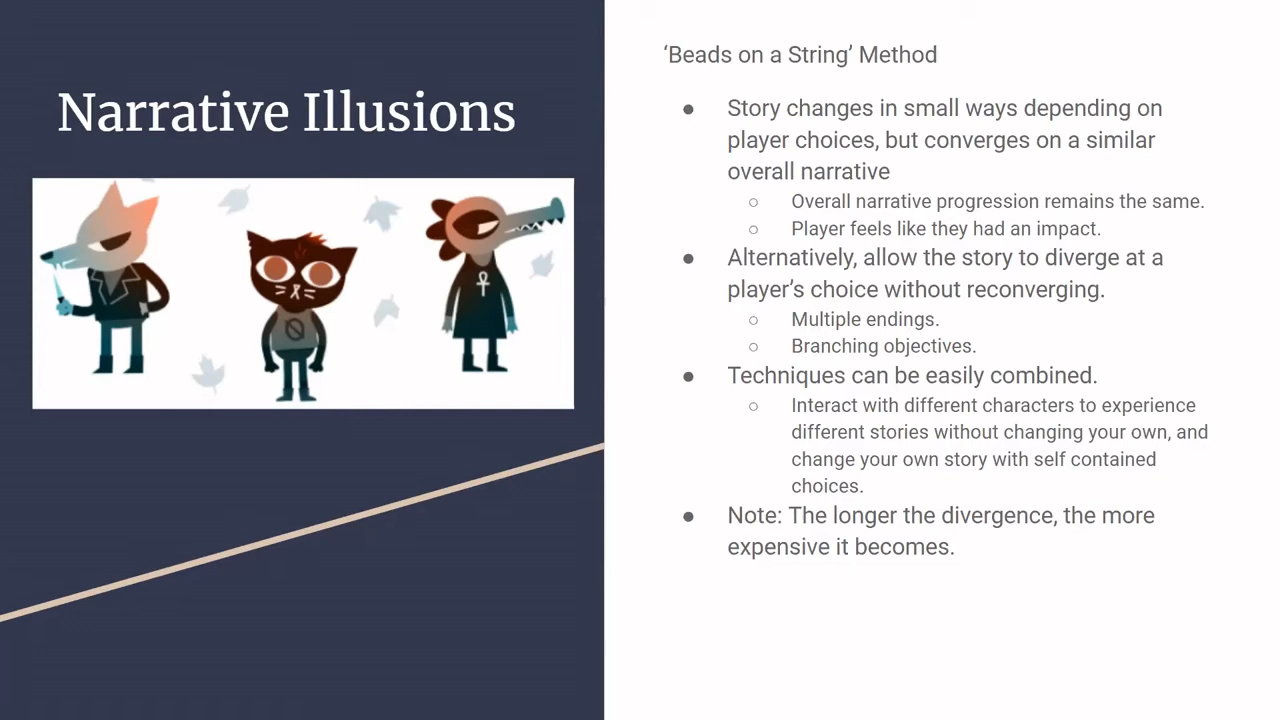 Narrative Illusions
‘Beads on a String’ Method
● Story changes in small ways depending on
player choices, but converges on a similar
overall narrative
○ Overall narrative progression remains the same.
○ Player feels like they had an impact.
● Alternatively, allow the story to diverge at a
player’s choice without reconverging.
○ Multiple endings.
○ Branching objectives.
● Techniques can be easily combined.
○ Interact with different characters to experience
different stories without changing your own, and
change your own story with self contained
choices.
● Note: The longer the divergence, the more
expensive it becomes.